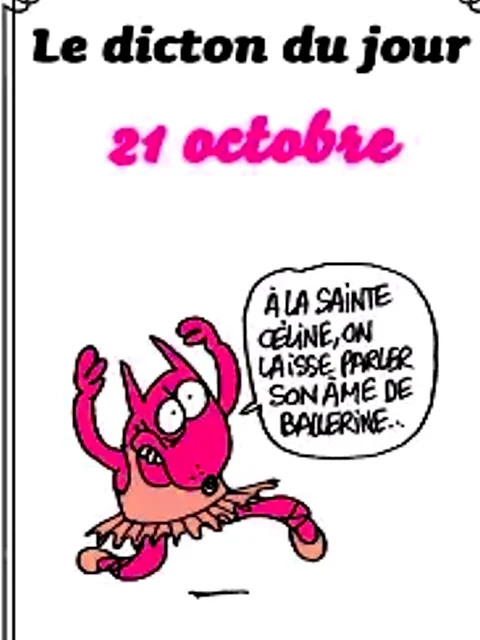 Le dicton du jour
21 octobre
À LA SAINTE
CÉLINE, ON
LAISSE PARLER
SON ÂME DE
BALLERINE..